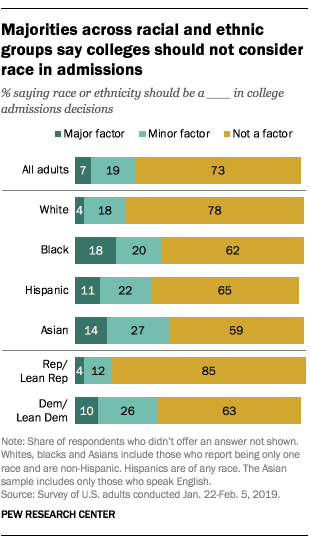 Majorities across racial and ethnic
groups say colleges should not consider
race in admissions
% saying race or ethnicity should be a ___ in college
admissions decisions
Major factor Minor factor Not a factor
All adults 7 19 73
White 4 18 78
Black 18 20 62
Hispanic 11 22 65
Asian 14 27 59
Rep/
Lean Rep 4 12 85
Dem/
Lean Dem 10 26 63
Note: Share of respondents who didn't offer an answer not shown.
Whites, blacks and Asians include those who report being only one
race and are non-Hispanic. Hispanics are of any race. The Asian
sample includes only those who speak English.
Source: Survey of U.S. adults conducted Jan. 22-Feb. 5, 2019.
PEW RESEARCH CENTER